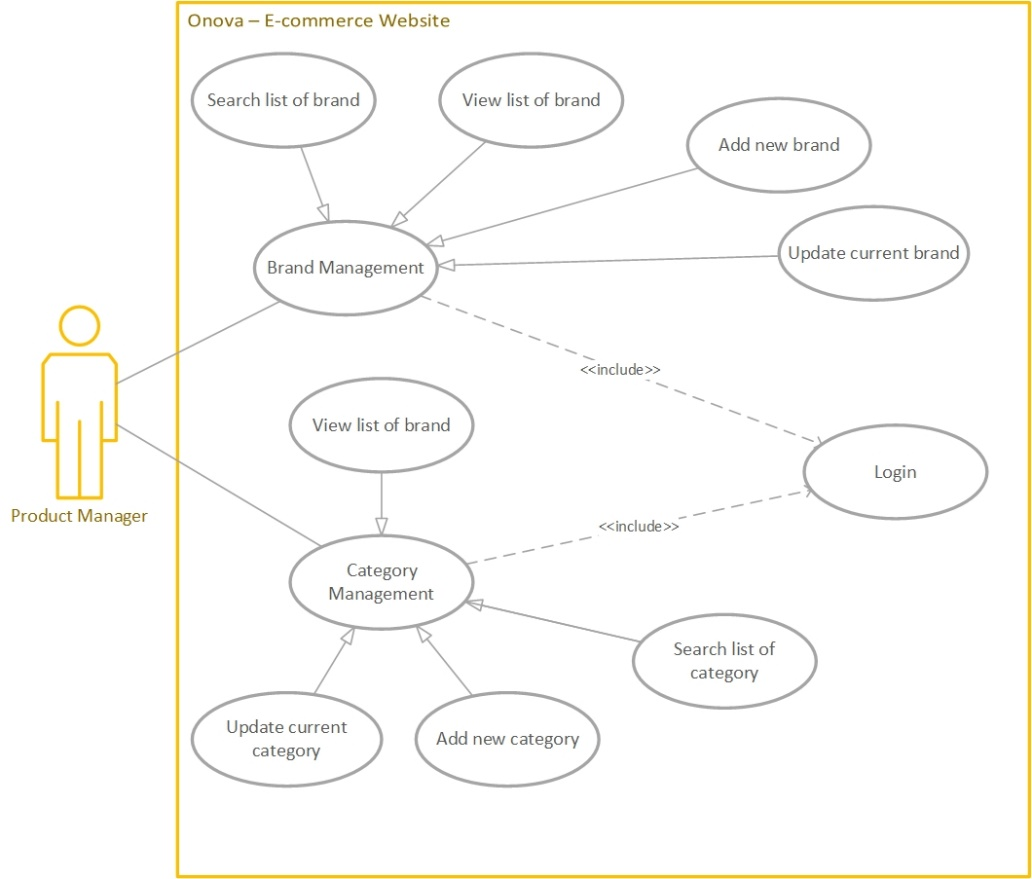 Onova – E-commerce Website
Search list of brand
View list of brand
Add new brand
Update current brand
Brand Management
<<include>>
View list of brand
Login
Product Manager
<<include>>
Category
Management
Search list of
category
Update current
category
Add new category